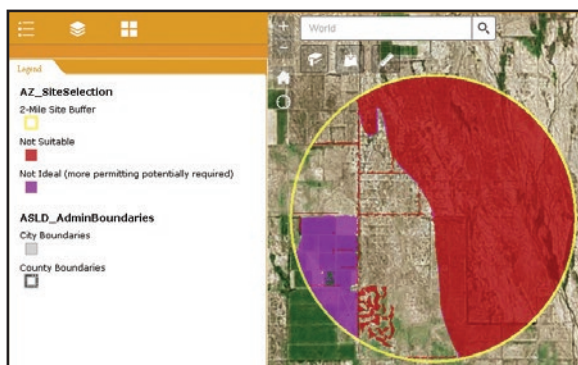 World
+
−
Legend
AZ_SiteSelection
2-Mile Site Buffer
Not Suitable
Not Ideal (more permitting potentially required)
ASLD_AdminBoundaries
City Boundaries
County Boundaries